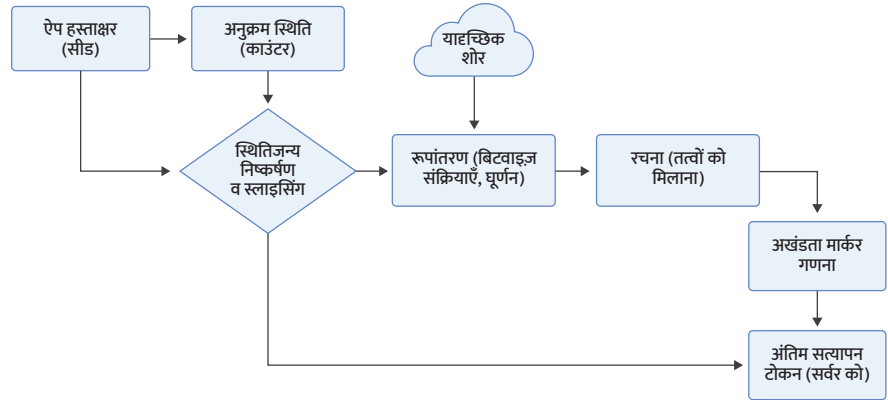 ऐप हस्ताक्षर
(सीड)
अनुक्रम स्थिति
(काउंटर)
यादृच्छिक
शोर
स्थितिजन्य
निष्कर्षण
व स्लाइसिंग
रूपांतरण (बिटवाइज़
संक्रियाएँ, घूर्णन)
रचना (तत्वों को
मिलाना)
अखंडता मार्कर
गणना
अंतिम सत्यापन
टोकन (सर्वर को)